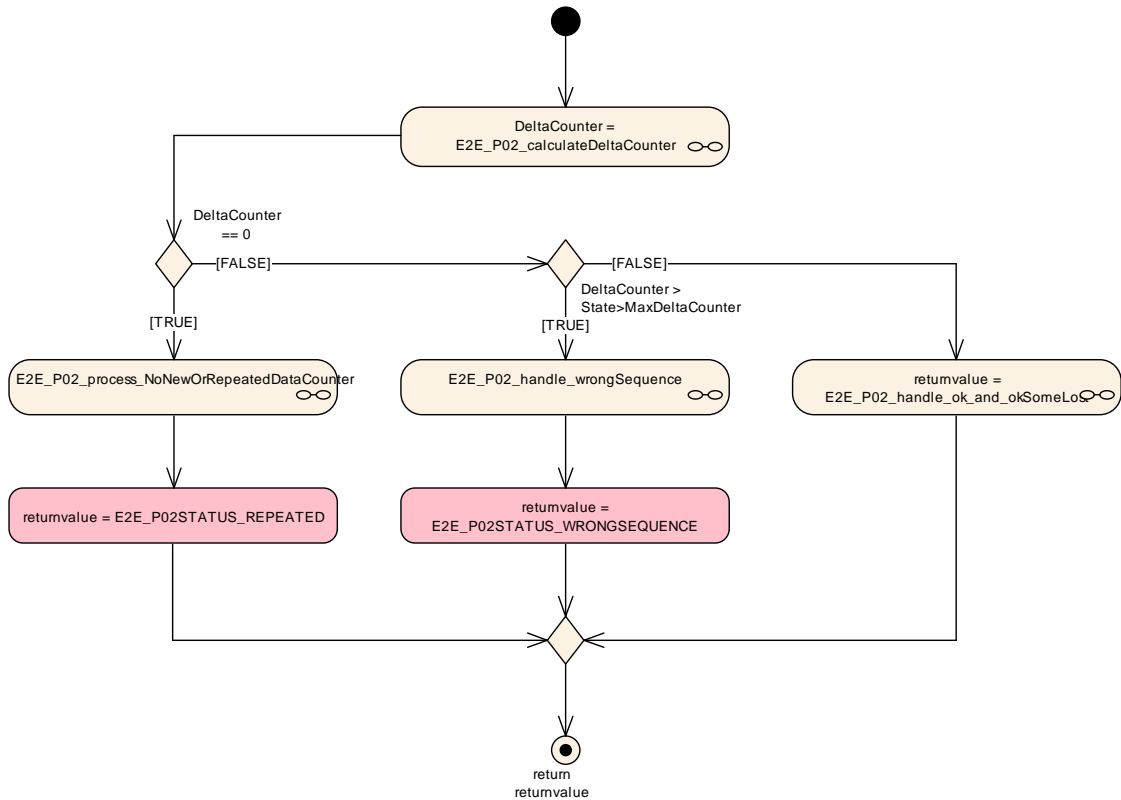 DeltaCounter =
E2E_P02_calculateDeltaCounter
DeltaCounter
== 0
[FALSE]
[FALSE]
DeltaCounter >
State>MaxDeltaCounter
[TRUE]
[TRUE]
E2E_P02_process_NoNewOrRepeatedDataCounter
E2E_P02_handle_wrongSequence
returnvalue =
E2E_P02_handle_ok_and_okSomeLost
returnvalue = E2E_P02STATUS_REPEATED
returnvalue =
E2E_P02STATUS_WRONGSEQUENCE
return
returnvalue